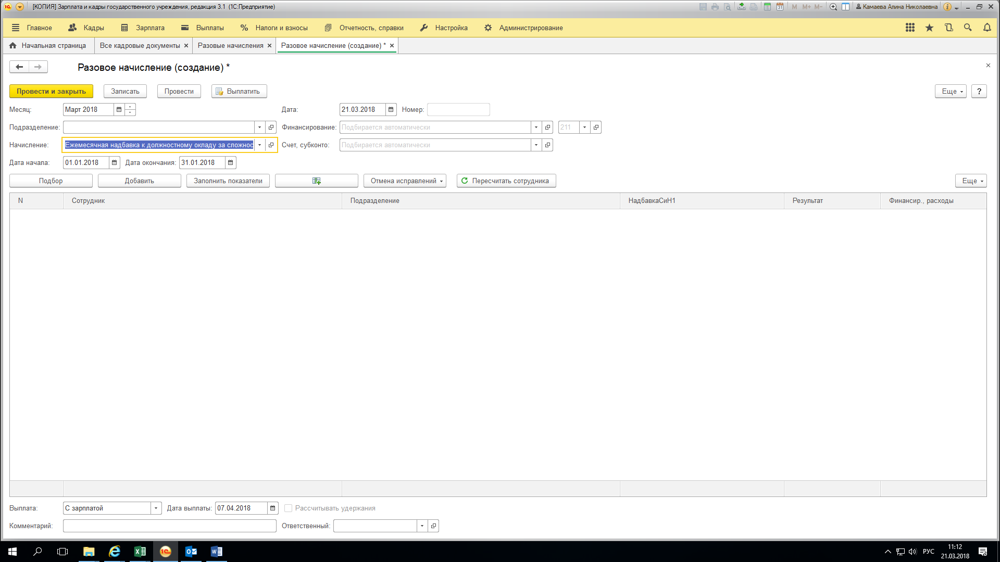 [КОПИЯ] Зарплата и кадры государственного учреждения, редакция 3.1 (1С:Предприятие)
M M+ M- Камаева Алина Николаевна
Главное Кадры Зарплата Выплаты Налоги и взносы Отчетность, справки Настройка Администрирование
Начальная страница Все кадровые документы × Разовые начисления × Разовое начисление (создание) * ×
Разовое начисление (создание) *
Провести и закрыть Записать Провести Выплатить Еще ?
Месяц: Март 2018 Дата: 21.03.2018 Номер:
Подразделение: Финансирование: Подбирается автоматически 211
Начисление: Ежемесячная надбавка к должностному окладу за сложнос Счет, субконто: Подбирается автоматически
Дата начала: 01.01.2018 Дата окончания: 31.01.2018
Подбор Добавить Заполнить показатели Отмена исправлений Пересчитать сотрудника Еще
N Сотрудник Подразделение НадбавкаСиН1 Результат Финансир., расходы
Выплата: С зарплатой Дата выплаты: 07.04.2018 Рассчитывать удержания
Комментарий: Ответственный:
РУС 11:12
21.03.2018